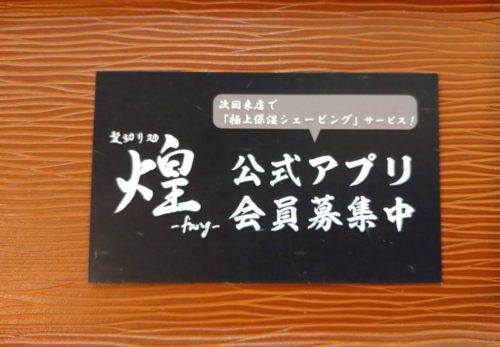 次回来店で
「極上保湿シェービング」サービス!
髪切り処
煌
公式アプリ
会員募集中